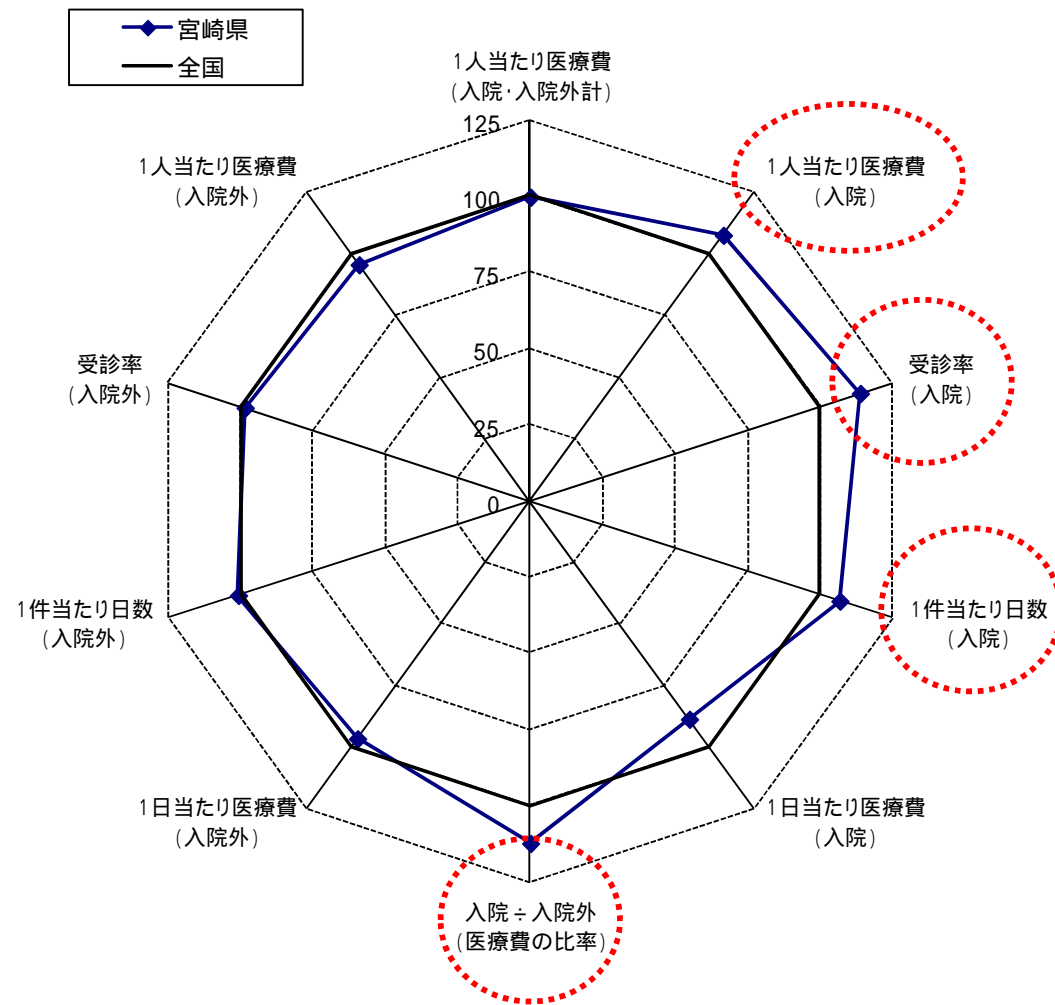 宮崎県
全国
1人当たり医療費
(入院･入院外計)
125
100
75
50
25
0
1人当たり医療費
(入院)
受診率
(入院)
1件当たり日数
(入院)
1日当たり医療費
(入院)
入院÷入院外
(医療費の比率)
1日当たり医療費
(入院外)
1件当たり日数
(入院外)
受診率
(入院外)
1人当たり医療費
(入院外)